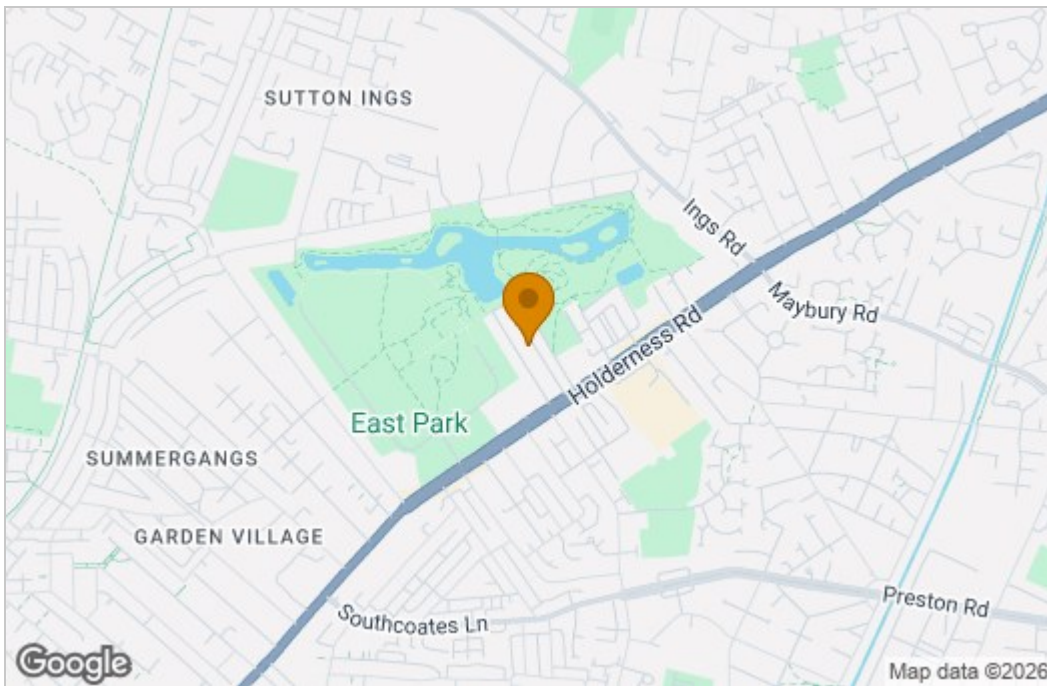 SUTTON INGS
Ings Rd
Maybury Rd
Holderness Rd
East Park
SUMMERGANGS
GARDEN VILLAGE
Southcoates Ln
Preston Rd
Google
Map data ©2026